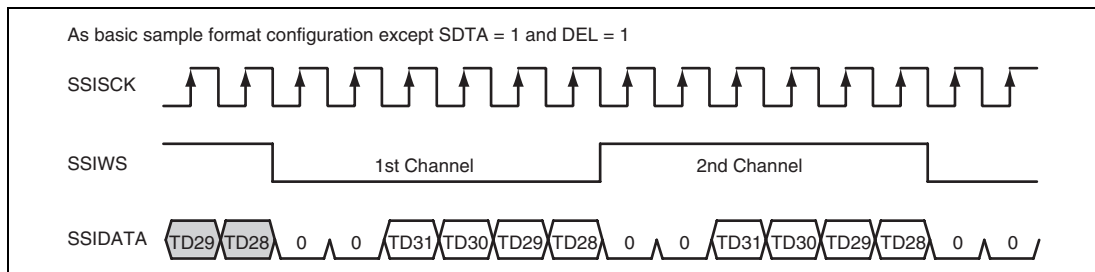 As basic sample format configuration except SDTA = 1 and DEL = 1
SSISCK
SSIWS 1st Channel 2nd Channel
SSIDATA TD29 TD28 0 0 TD31 TD30 TD29 TD28 0 0 TD31 TD30 TD29 TD28 0 0